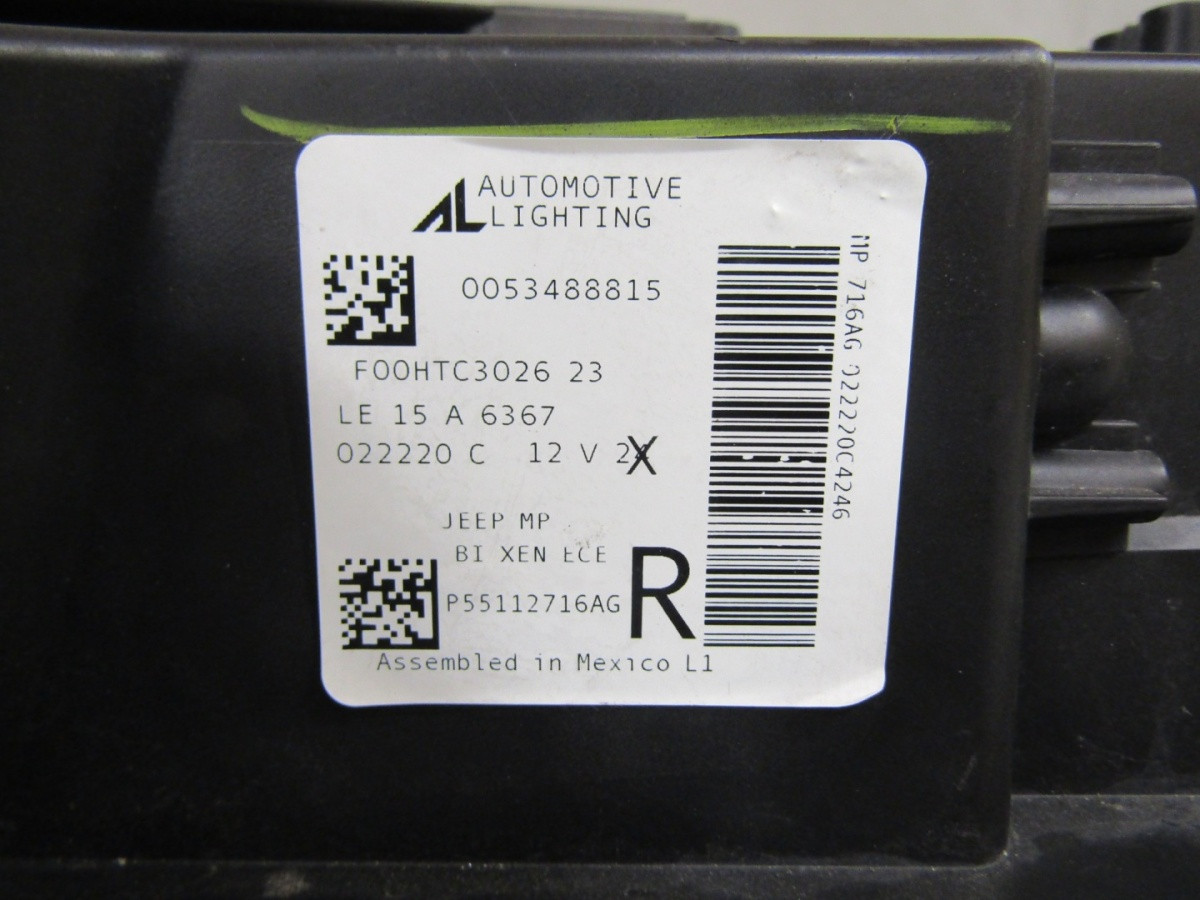 AL AUTOMOTIVE
LIGHTING
0053488815
F00HTC3026 23
LE 15 A 6367
022220 C 12 V
JEEP MP
BI XEN ECE
P55112716AG
R
Assembled in Mexico L1
MP 716AG 022220C4246